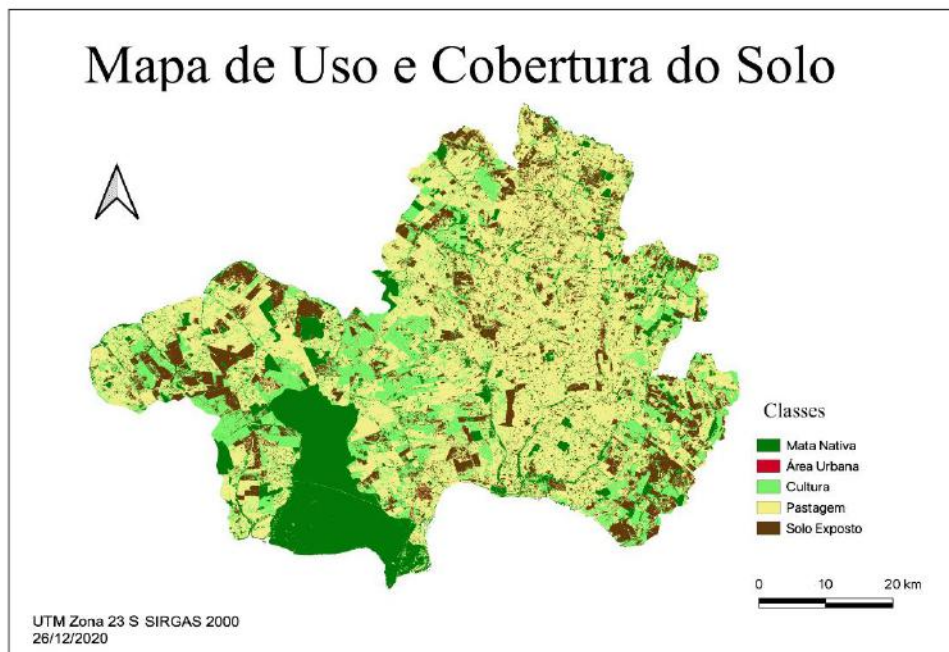 Mapa de Uso e Cobertura do Solo
Classes
Mata Nativa
Área Urbana
Cultura
Pastagem
Solo Exposto
0 10 20 km
UTM Zona 23 S SIRGAS 2000
26/12/2020